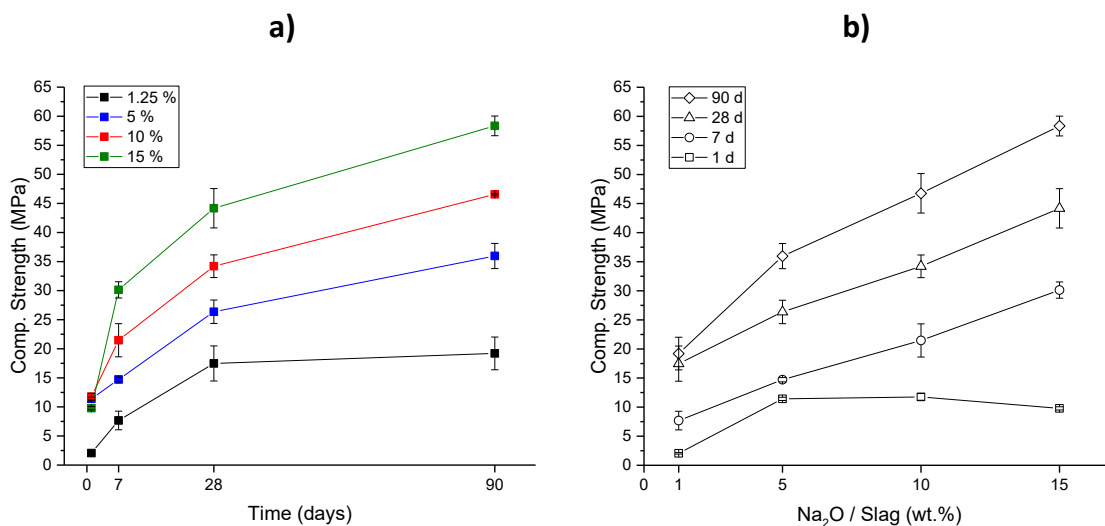 a)
65
60
55
50
45
40
35
30
25
20
15
10
5
0
Comp. Strength (MPa)
1.25 %
5 %
10 %
15 %
0 7 28 90
Time (days)
b)
65
60
55
50
45
40
35
30
25
20
15
10
5
0
Comp. Strength (MPa)
90 d
28 d
7 d
1 d
0 1 5 10 15
Na₂O / Slag (wt.%)